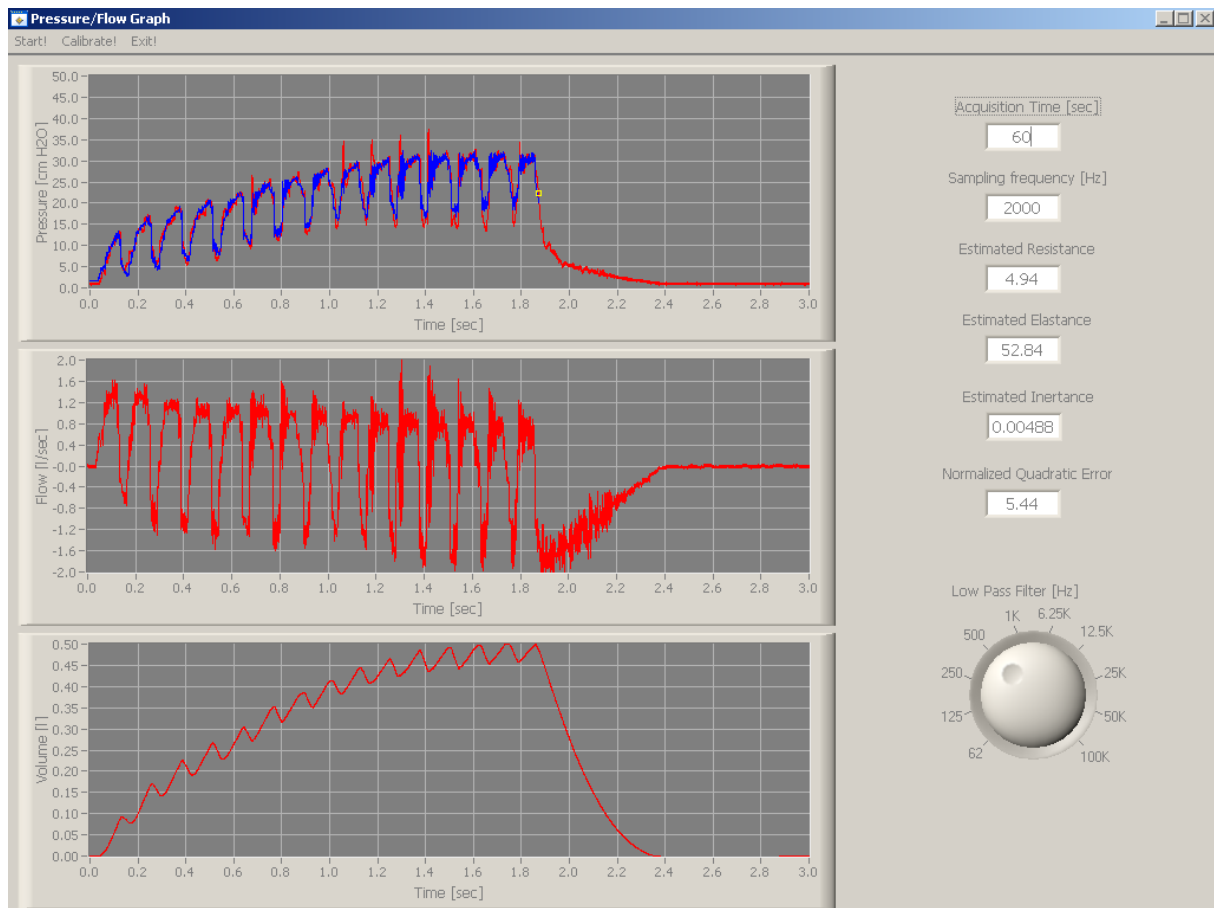 Pressure/Flow Graph
Start! Calibrate! Exit!
50.0
45.0
40.0
35.0
30.0
25.0
20.0
15.0
10.0
5.0
0.0
Pressure [cm H2O]
0.0 0.2 0.4 0.6 0.8 1.0 1.2 1.4 1.6 1.8 2.0 2.2 2.4 2.6 2.8 3.0
Time [sec]
2.0
1.6
1.2
0.8
0.4
-0.0
-0.4
-0.8
-1.2
-1.6
-2.0
Flow [l/sec]
0.0 0.2 0.4 0.6 0.8 1.0 1.2 1.4 1.6 1.8 2.0 2.2 2.4 2.6 2.8 3.0
Time [sec]
0.50
0.45
0.40
0.35
0.30
0.25
0.20
0.15
0.10
0.05
0.00
Volume [l]
0.0 0.2 0.4 0.6 0.8 1.0 1.2 1.4 1.6 1.8 2.0 2.2 2.4 2.6 2.8 3.0
Time [sec]
Acquisition Time [sec]
60
Sampling frequency [Hz]
2000
Estimated Resistance
4.94
Estimated Elastance
52.84
Estimated Inertance
0.00488
Normalized Quadratic Error
5.44
Low Pass Filter [Hz]
62
125
250
500
1K
6.25K
12.5K
25K
50K
100K